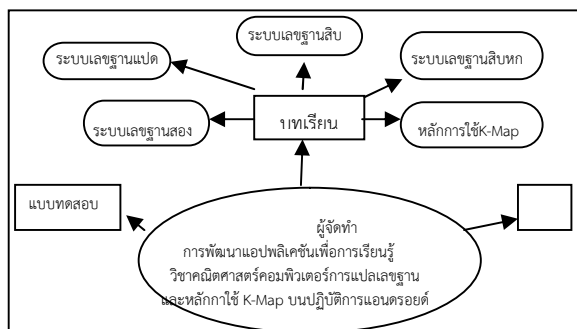 ระบบเลขฐานสิบ
ระบบเลขฐานแปด
ระบบเลขฐานสิบหก
ระบบเลขฐานสอง
บทเรียน
หลักการใช้K-Map
แบบทดสอบ
ผู้จัดทำ
การพัฒนาแอปพลิเคชันเพื่อการเรียนรู้
วิชาคณิตศาสตร์คอมพิวเตอร์การแปลเลขฐาน
และหลักกาใช้ K-Map บนปฏิบัติการแอนดรอยด์